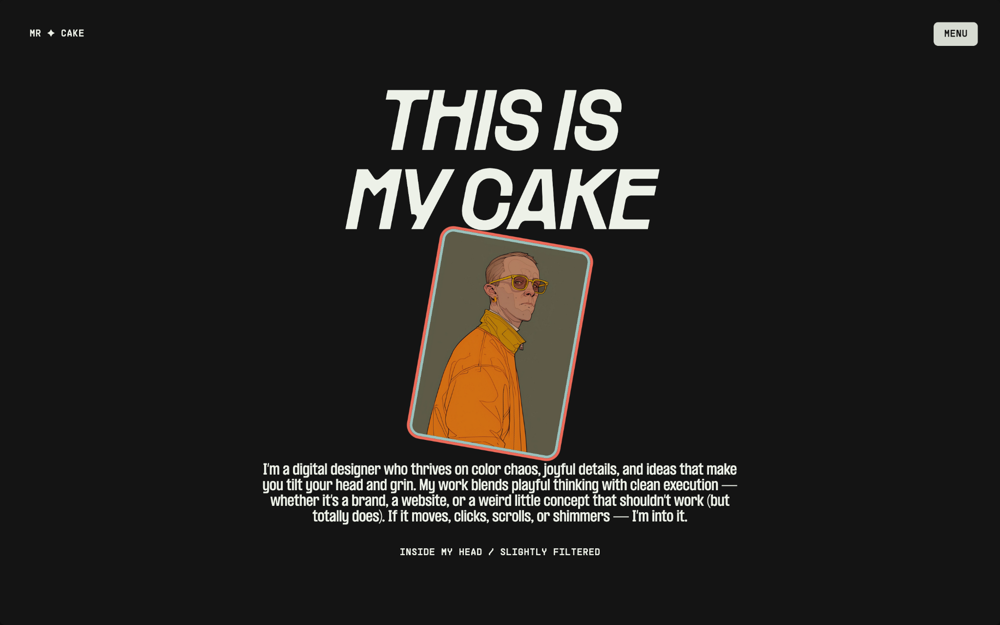 MR ✦ CAKE
MENU
THIS IS
MY CAKE
I'm a digital designer who thrives on color chaos, joyful details, and ideas that make
you tilt your head and grin. My work blends playful thinking with clean execution —
whether it's a brand, a website, or a weird little concept that shouldn't work (but
totally does). If it moves, clicks, scrolls, or shimmers — I'm into it.
INSIDE MY HEAD / SLIGHTLY FILTERED